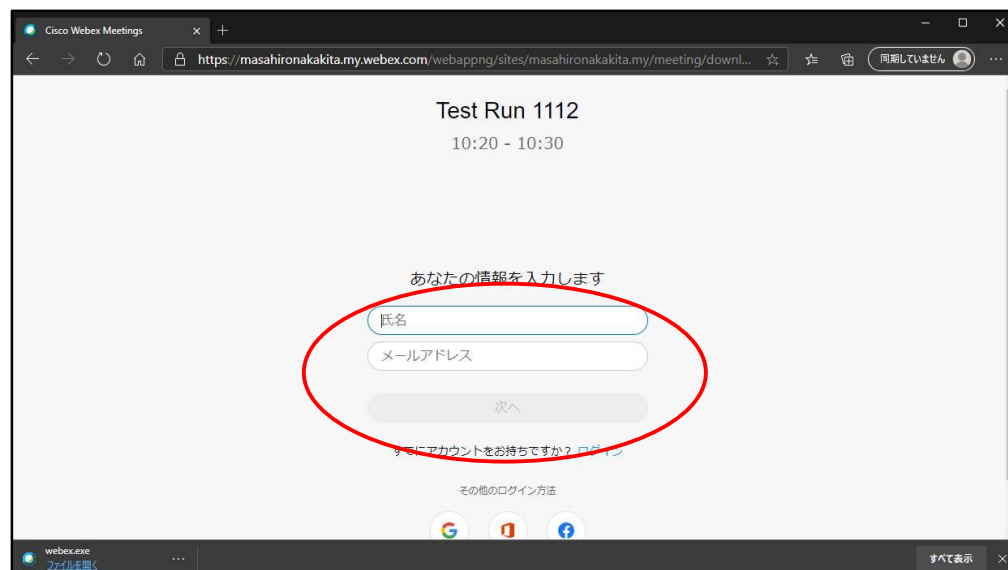 Cisco Webex Meetings
https://masahironakakita.my.webex.com/webappng/sites/masahironakakita.my/meeting/downl...
同期していません
Test Run 1112
10:20 - 10:30
あなたの情報を入力します
氏名
メールアドレス
次へ
すでにアカウントをお持ちですか? ログイン
その他のログイン方法
webex.exe
ファイルを開く
すべて表示